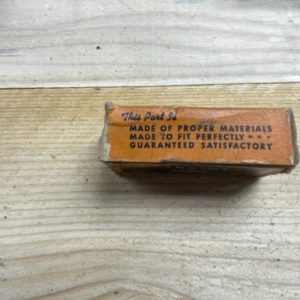 This Part Is
MADE OF PROPER MATERIALS
MADE TO FIT PERFECTLY • • •
GUARANTEED SATISFACTORY